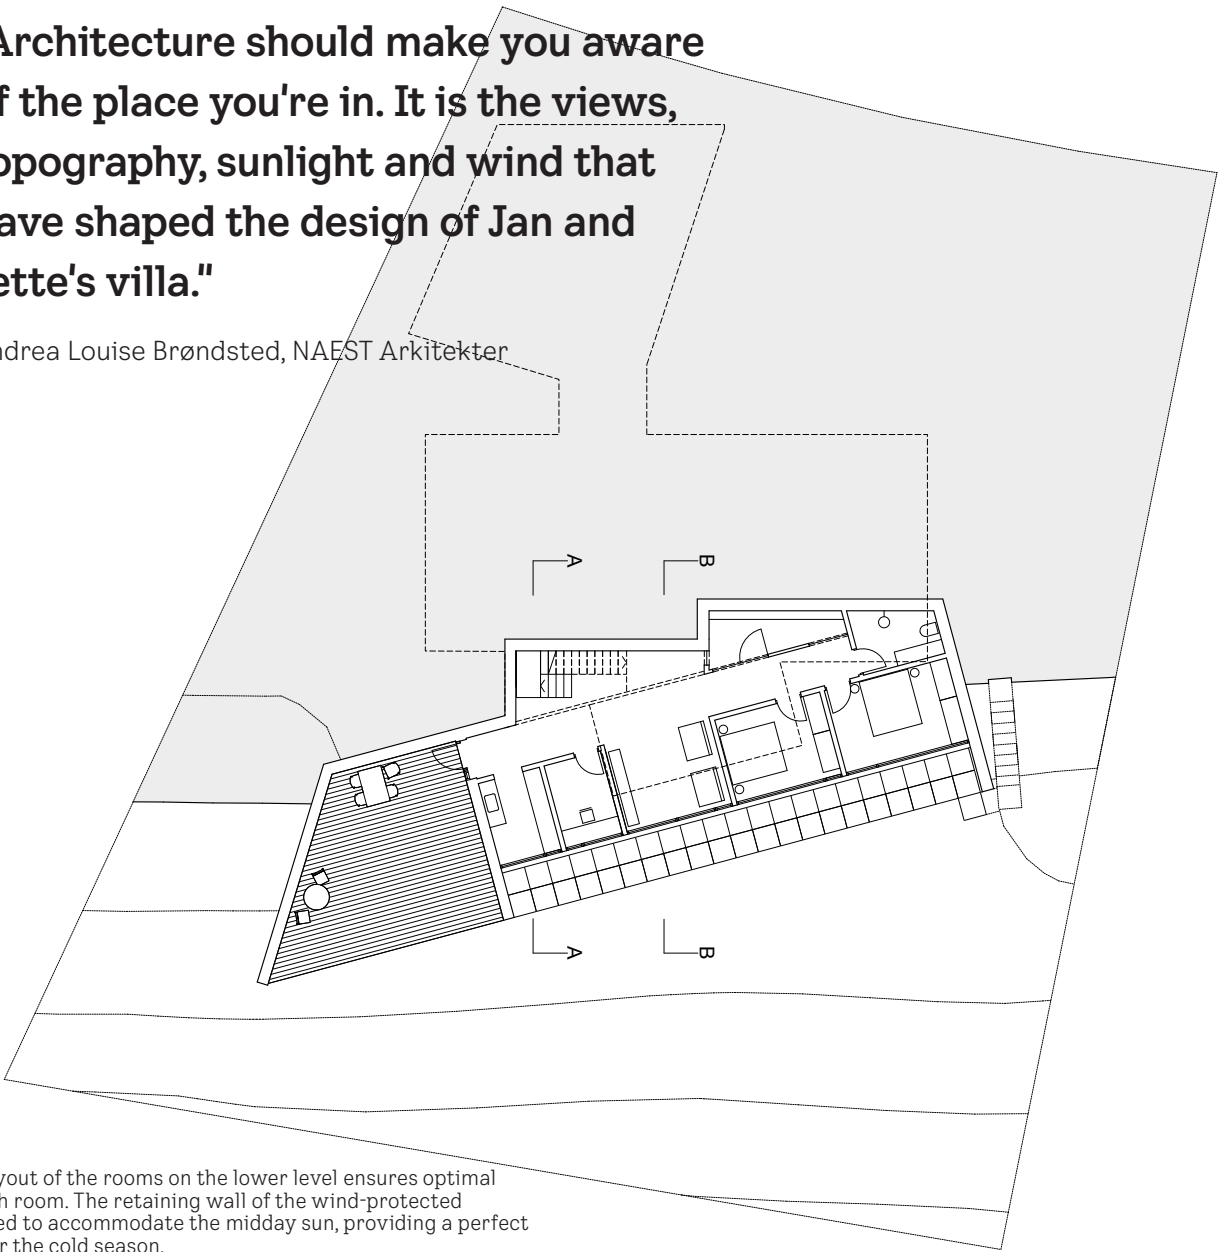 Architecture should make you aware
f the place you're in. It is the views,
opography, sunlight and wind that
ave shaped the design of Jan and
ette's villa."
ndrea Louise Brøndsted, NAEST Arkitekter
A
B
A
B
yout of the rooms on the lower level ensures optimal
h room. The retaining wall of the wind-protected
ed to accommodate the midday sun, providing a perfect
r the cold season.